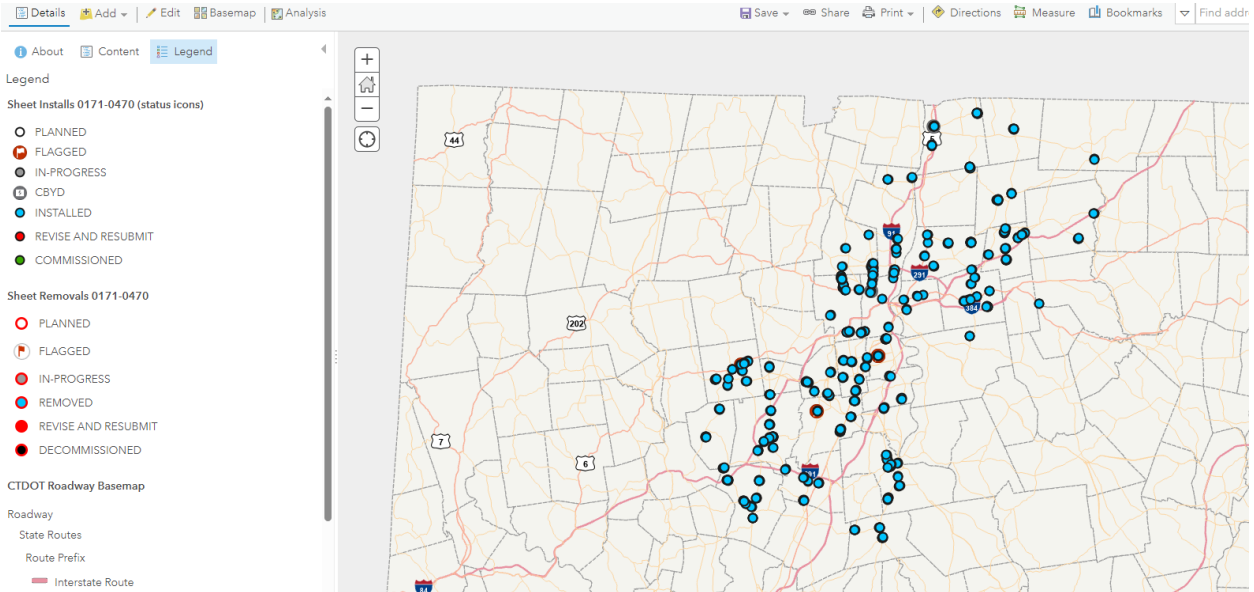 Details Add Edit Basemap Analysis Save Share Print Directions Measure Bookmarks Find addr
About Content Legend
Legend
Sheet Installs 0171-0470 (status icons)
PLANNED
FLAGGED
IN-PROGRESS
CBYD
INSTALLED
REVISE AND RESUBMIT
COMMISSIONED
Sheet Removals 0171-0470
PLANNED
FLAGGED
IN-PROGRESS
REMOVED
REVISE AND RESUBMIT
DECOMMISSIONED
CTDOT Roadway Basemap
Roadway
State Routes
Route Prefix
Interstate Route
44
5
91
291
384
202
7
6
84